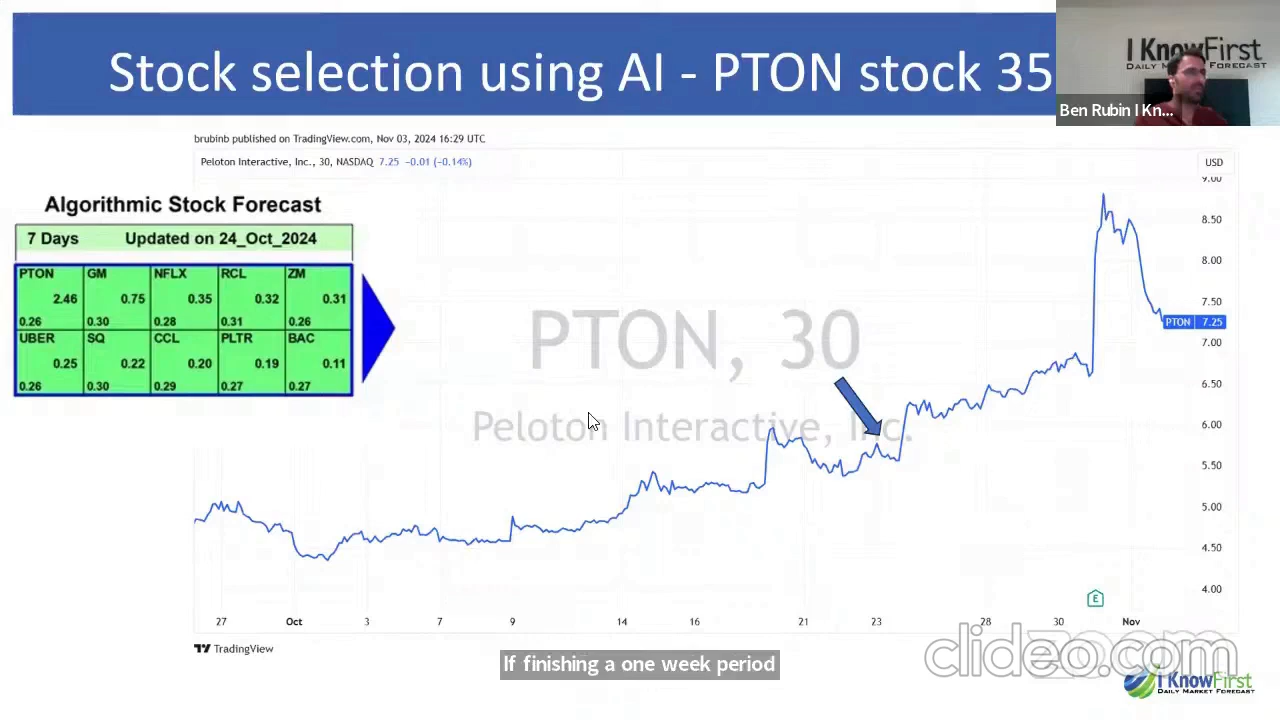 Stock selection using AI - PTON stock 35
I KnowFirst
DAILY MARKET FORECAST
Ben Rubin I Kn...
brubinb published on TradingView.com, Nov 03, 2024 16:29 UTC
Peloton Interactive, Inc., 30, NASDAQ 7.25 −0.01 (−0.14%)
USD
Algorithmic Stock Forecast
7 Days Updated on 24_Oct_2024
PTON GM NFLX RCL ZM
2.46 0.75 0.35 0.32 0.31
0.26 0.30 0.28 0.31 0.26
UBER SQ CCL PLTR BAC
0.25 0.22 0.20 0.19 0.11
0.26 0.30 0.29 0.27 0.27
PTON, 30
Peloton Interactive, Inc.
9.00
8.50
8.00
7.50
PTON 7.25
7.00
6.50
6.00
5.50
5.00
4.50
4.00
E
27 Oct 3 7 9 14 16 21 23 28 30 Nov
TradingView
If finishing a one week period
clideo.com
I KnowFirst
DAILY MARKET FORECAST